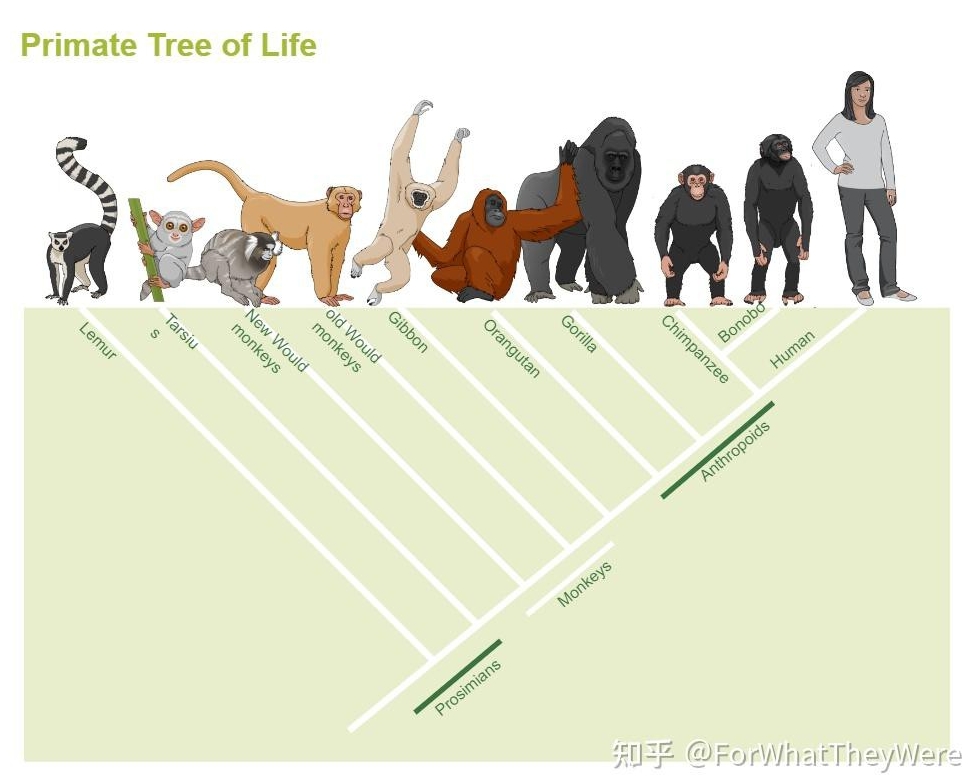 Primate Tree of Life
Lemur
Tarsiu
s
New Would
monkeys
old Would
monkeys
Gibbon
Orangutan
Gorilla
Chimpanzee
Bonobo
Human
Anthropoids
Monkeys
Prosimians
知乎 @ForWhatTheyWere